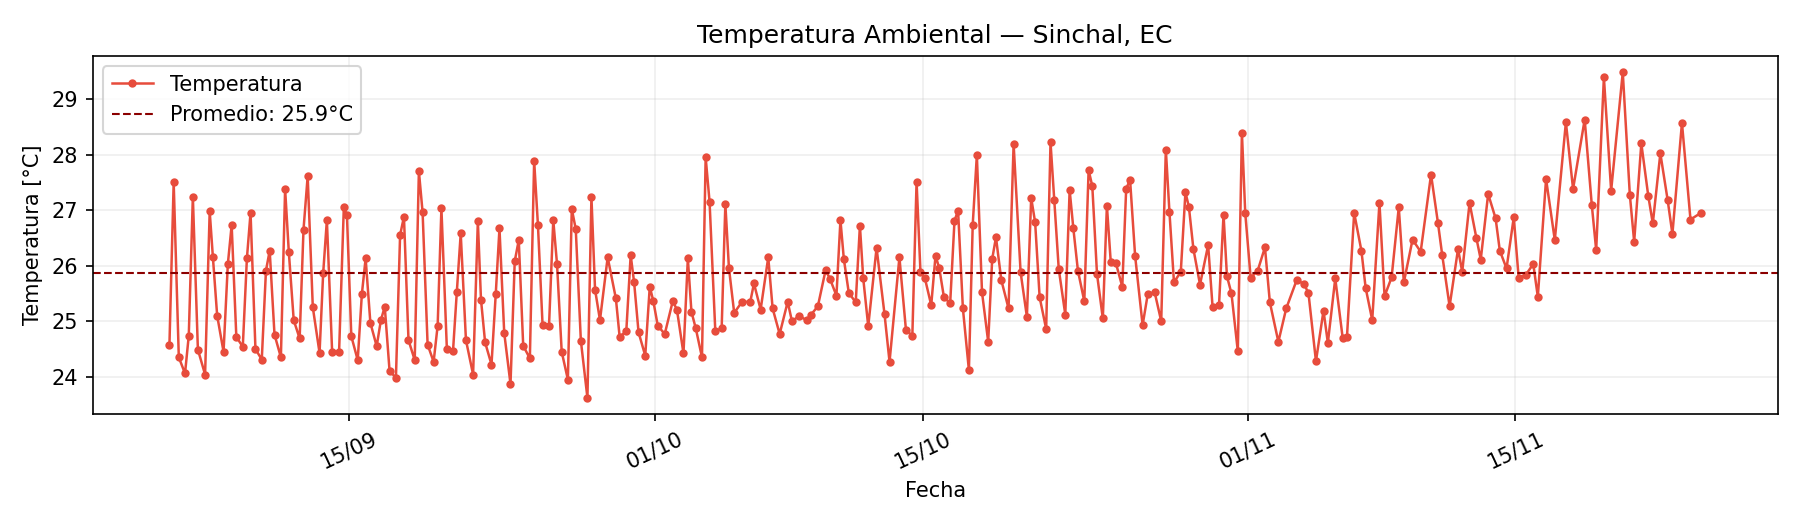 Temperatura Ambiental — Sinchal, EC
Temperatura
Promedio: 25.9°C
Temperatura [°C]
29
28
27
26
25
24
15/09
01/10
15/10
01/11
15/11
Fecha